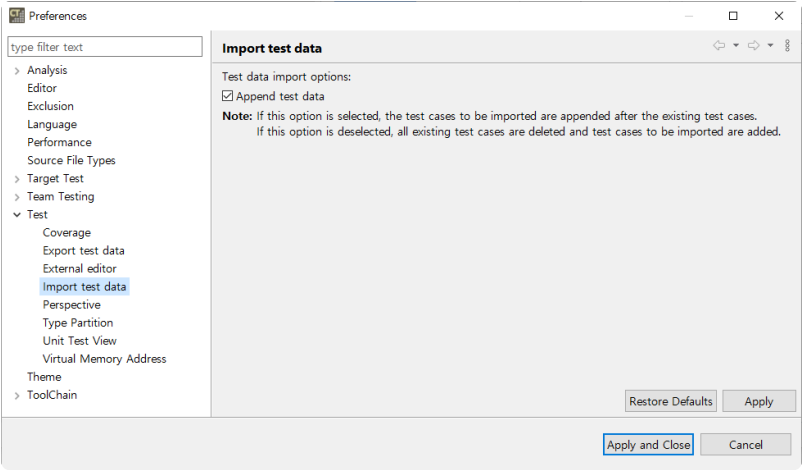 Preferences
type filter text
Analysis
Editor
Exclusion
Language
Performance
Source File Types
Target Test
Team Testing
Test
Coverage
Export test data
External editor
Import test data
Perspective
Type Partition
Unit Test View
Virtual Memory Address
Theme
ToolChain
Import test data
Test data import options:
Append test data
Note: If this option is selected, the test cases to be imported are appended after the existing test cases.
If this option is deselected, all existing test cases are deleted and test cases to be imported are added.
Restore Defaults Apply
Apply and Close Cancel